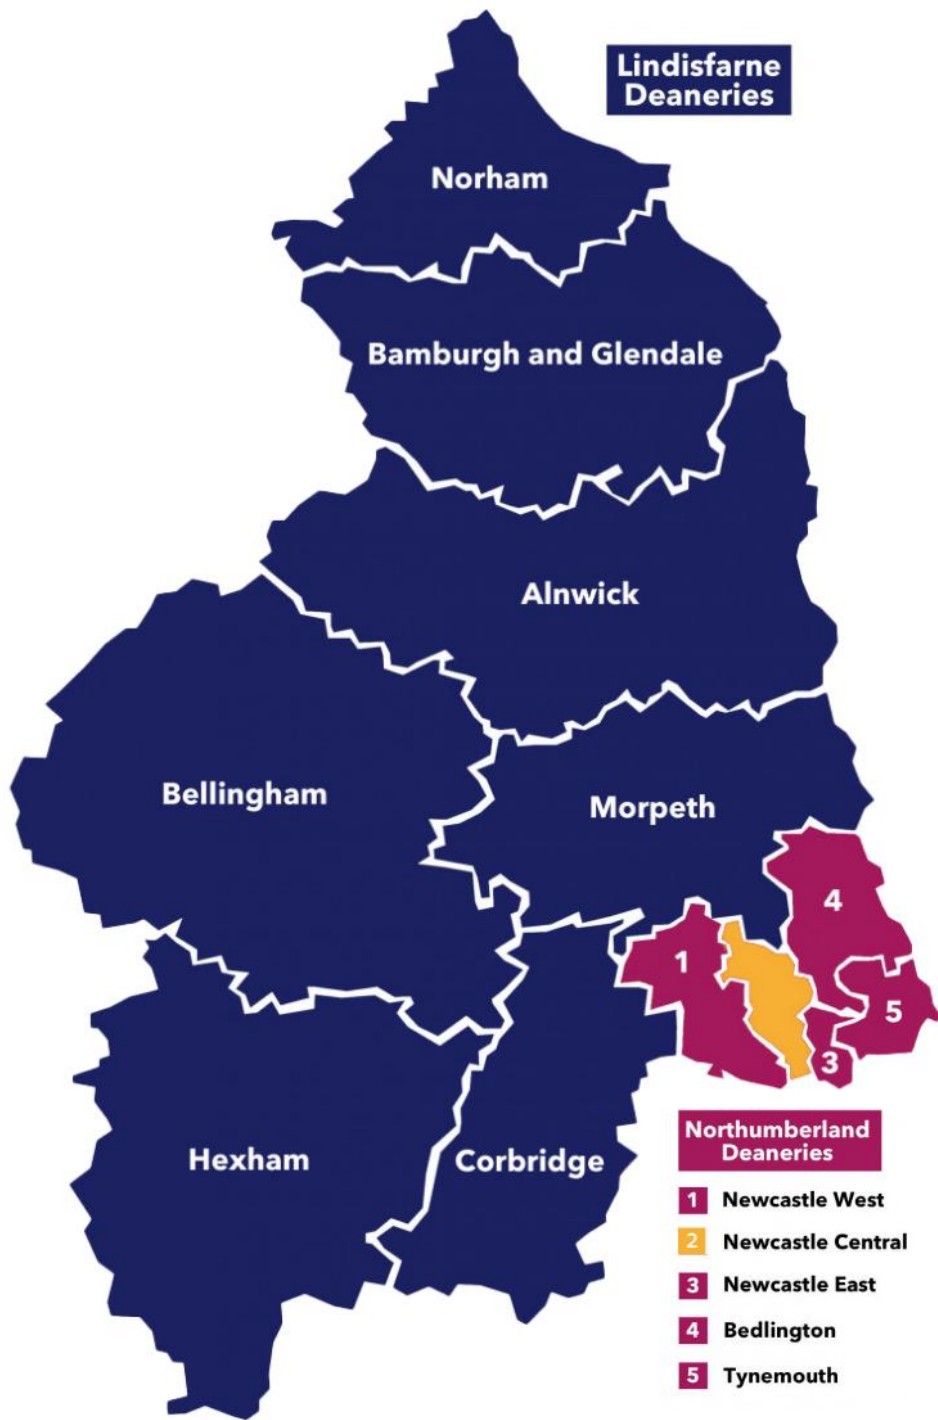 Lindisfarne
Deaneries
Norham
Bamburgh and Glendale
Alnwick
Bellingham
Morpeth
4
1
5
3
Hexham
Corbridge
Northumberland
Deaneries
1 Newcastle West
2 Newcastle Central
3 Newcastle East
4 Bedlington
5 Tynemouth